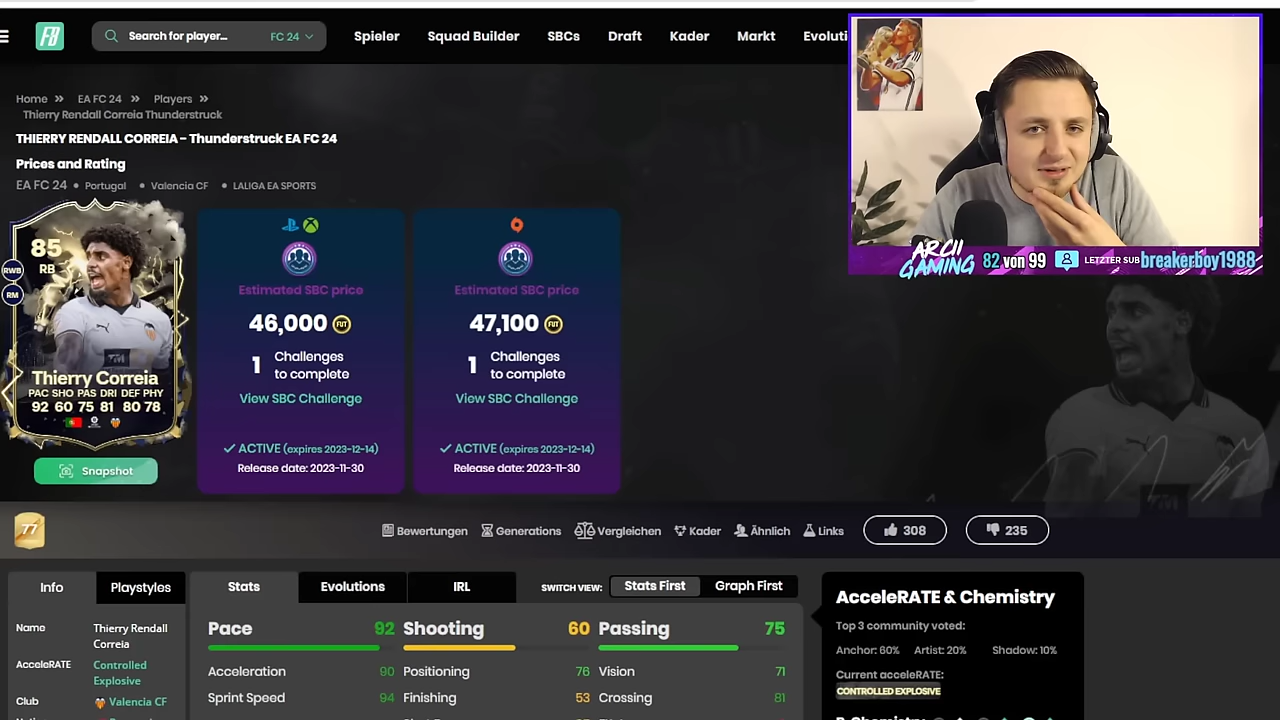 FB
Search for player...
FC 24
Spieler
Squad Builder
SBCs
Draft
Kader
Markt
Evoluti
Home » EA FC 24 » Players »
Thierry Rendall Correia Thunderstruck
THIERRY RENDALL CORREIA - Thunderstruck EA FC 24
Prices and Rating
EA FC 24 • Portugal • Valencia CF • LALIGA EA SPORTS
85
RB
RWB
RM
Thierry Correia
PAC SHO PAS DRI DEF PHY
92 60 75 81 80 78
Snapshot
Estimated SBC price
46,000 FUT
1 Challenges
to complete
View SBC Challenge
ACTIVE (expires 2023-12-14)
Release date: 2023-11-30
Estimated SBC price
47,100 FUT
1 Challenges
to complete
View SBC Challenge
ACTIVE (expires 2023-12-14)
Release date: 2023-11-30
ARCII
GAMING
82 von 99
LETZTER SUB
breakerboy1988
77
Bewertungen
Generations
Vergleichen
Kader
Ähnlich
Links
308
235
Info
Playstyles
Name
Thierry Rendall
Correia
AcceleRATE
Controlled
Explosive
Club
Valencia CF
Stats
Evolutions
IRL
SWITCH VIEW:
Stats First
Graph First
Pace 92
Acceleration 90
Sprint Speed 94
Shooting 60
Positioning 76
Finishing 53
Passing 75
Vision 71
Crossing 81
AcceleRATE & Chemistry
Top 3 community voted:
Anchor: 60% Artist: 20% Shadow: 10%
Current acceleRATE:
CONTROLLED EXPLOSIVE